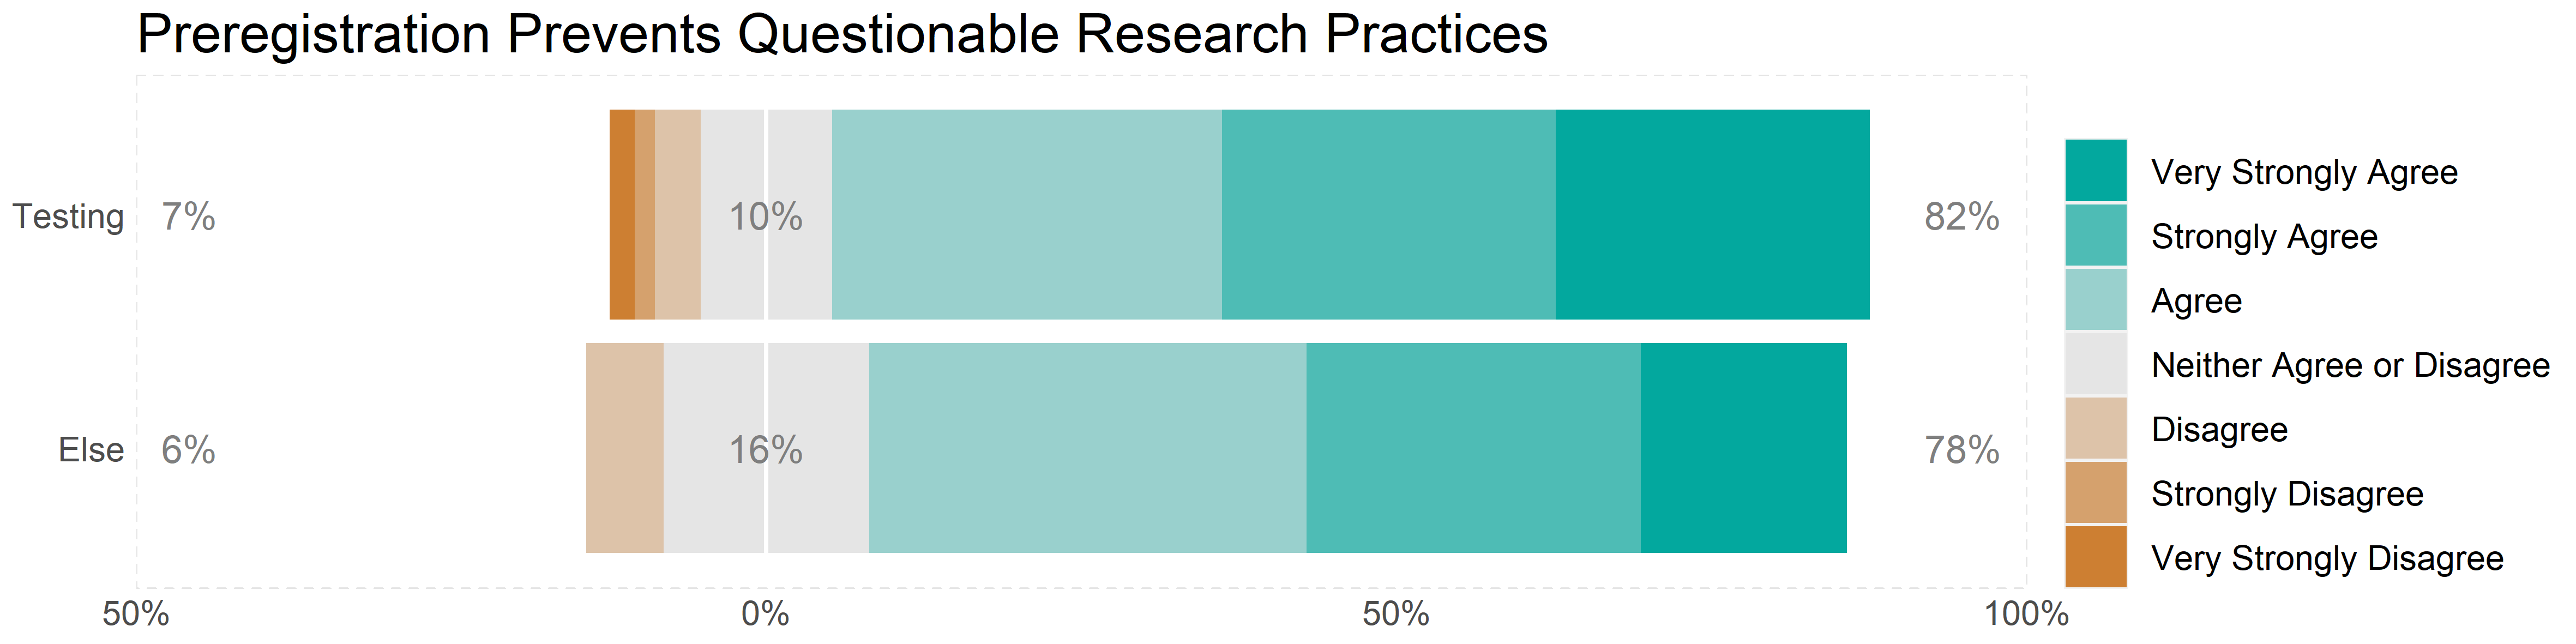 Preregistration Prevents Questionable Research Practices
Testing 7% 10% 82%
Else 6% 16% 78%
50% 0% 50% 100%
Very Strongly Agree
Strongly Agree
Agree
Neither Agree or Disagree
Disagree
Strongly Disagree
Very Strongly Disagree